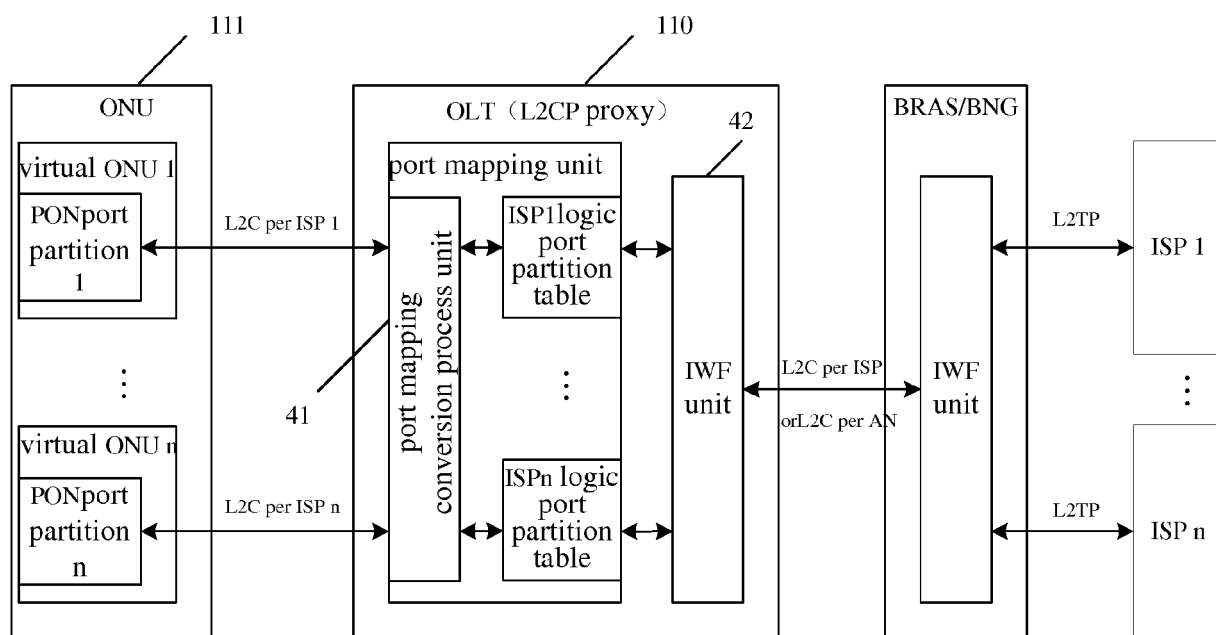 111
110
ONU
OLT（L2CP proxy）
BRAS/BNG
42
virtual ONU 1
PONport
partition
1
L2C per ISP 1
port mapping unit
port mapping
conversion process unit
ISP1logic
port
partition
table
L2TP
ISP 1
⋮
41
⋮
IWF
unit
L2C per ISP
orL2C per AN
IWF
unit
⋮
virtual ONU n
PONport
partition
n
L2C per ISP n
ISPn logic
port
partition
table
L2TP
ISP n